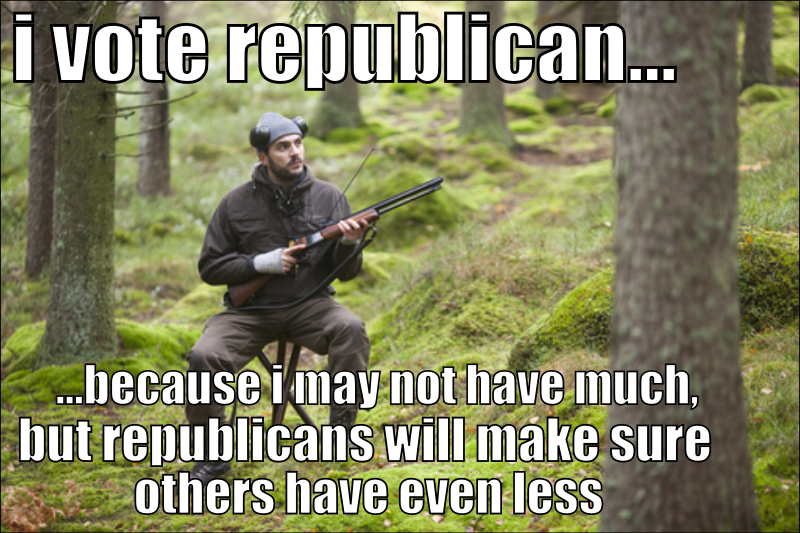 i vote republican...
...because i may not have much,
but republicans will make sure
others have even less